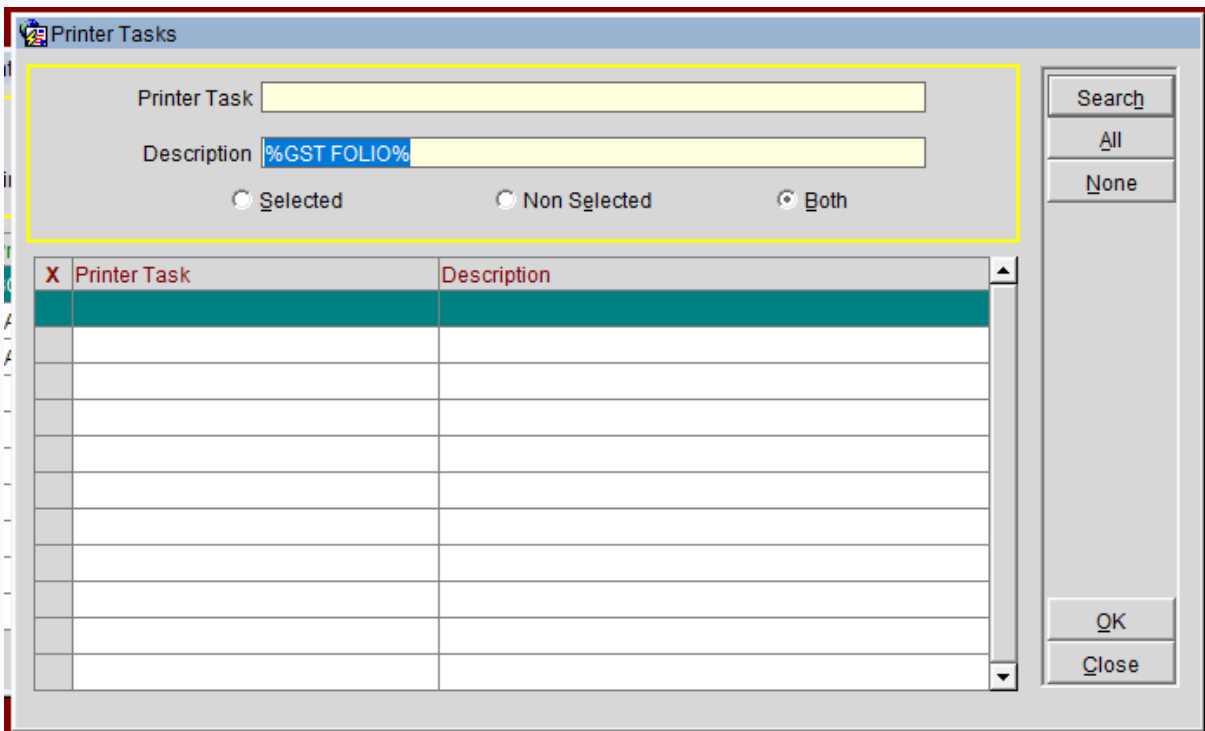 Printer Tasks
Printer Task
Search
Description %GST FOLIO%
All
Selected Non Selected Both
None
X Printer Task Description
OK
Close